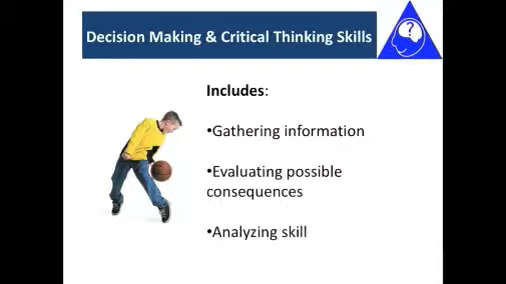 Decision Making & Critical Thinking Skills
?
Includes:
•Gathering information
•Evaluating possible
consequences
•Analyzing skill